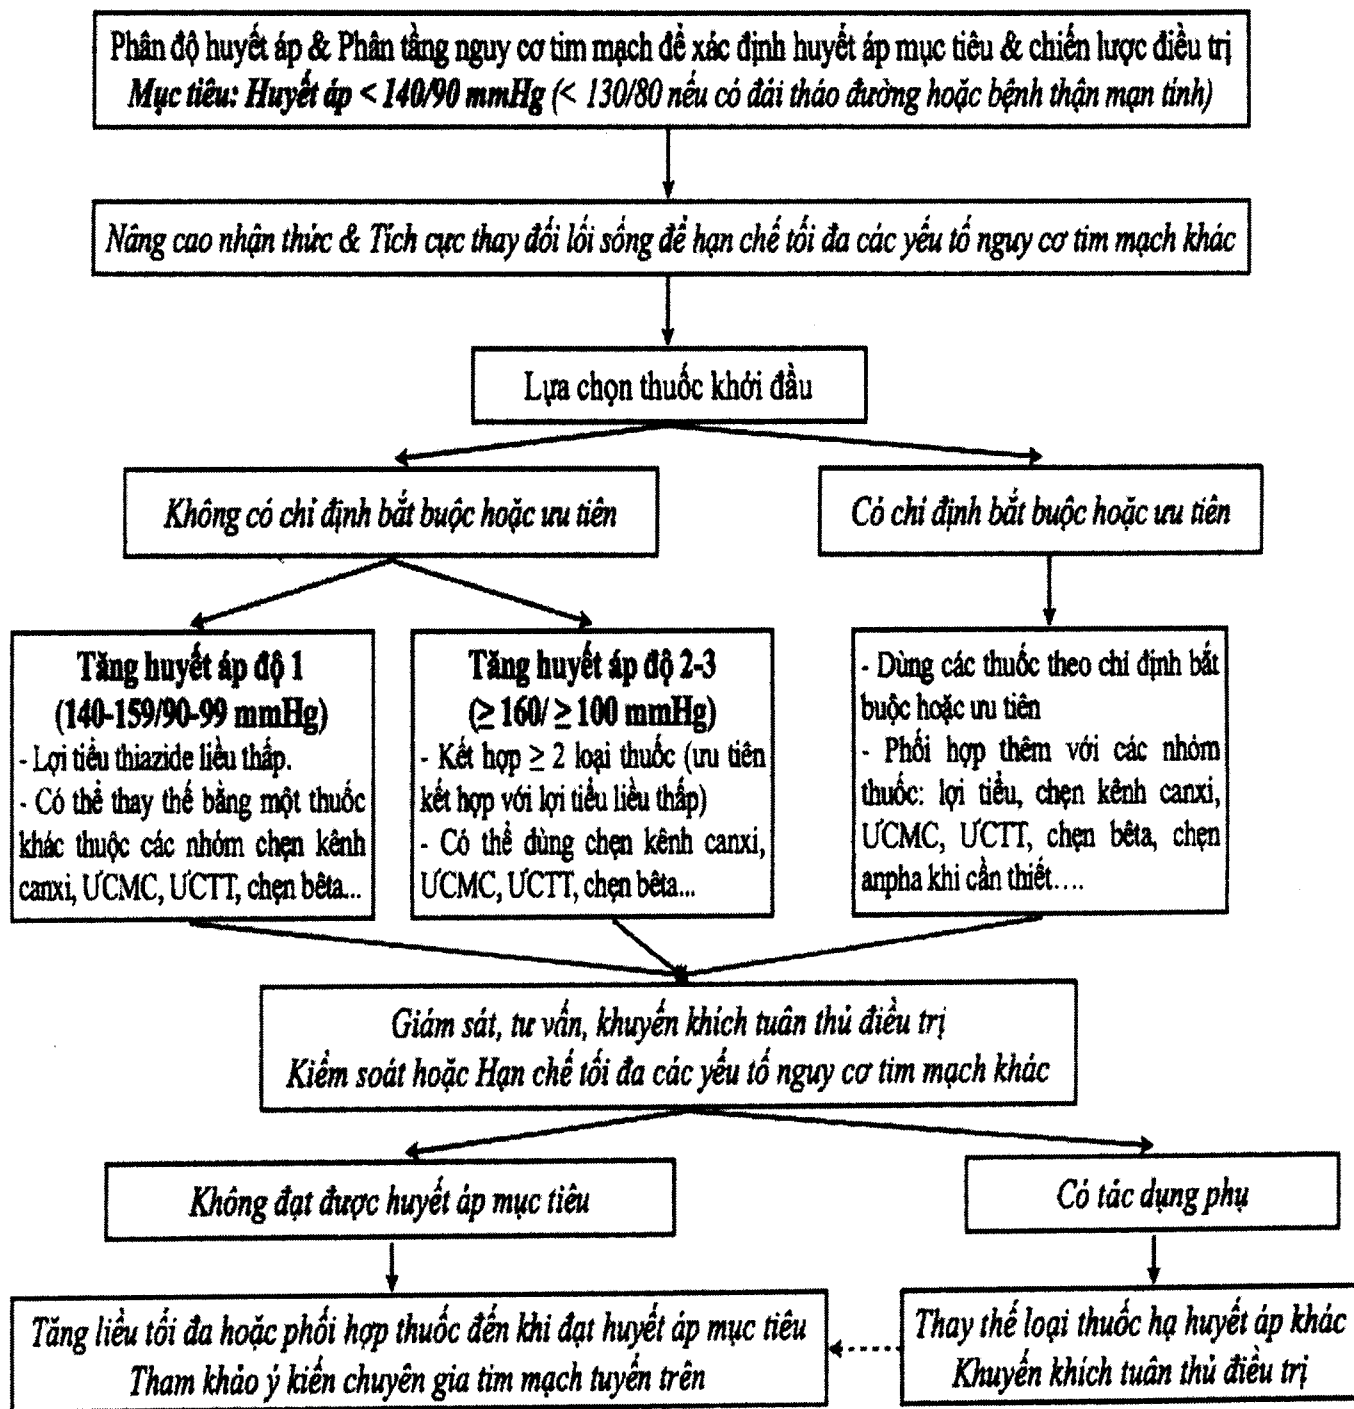 Phân độ huyết áp & Phân tầng nguy cơ tim mạch để xác định huyết áp mục tiêu & chiến lược điều trị
Mục tiêu: Huyết áp < 140/90 mmHg (< 130/80 nếu có đái tháo đường hoặc bệnh thận mạn tính)
Nâng cao nhận thức & Tích cực thay đổi lối sống để hạn chế tối đa các yếu tố nguy cơ tim mạch khác
Lựa chọn thuốc khởi đầu
Không có chỉ định bắt buộc hoặc ưu tiên
Có chỉ định bắt buộc hoặc ưu tiên
Tăng huyết áp độ 1
(140-159/90-99 mmHg)
- Lợi tiểu thiazide liều thấp.
- Có thể thay thế bằng một thuốc
khác thuộc các nhóm chẹn kênh
canxi, ƯCMC, ƯCTT, chẹn bêta...
Tăng huyết áp độ 2-3
(≥ 160/ ≥ 100 mmHg)
- Kết hợp ≥ 2 loại thuốc (ưu tiên
kết hợp với lợi tiểu liều thấp)
- Có thể dùng chẹn kênh canxi,
ƯCMC, ƯCTT, chẹn bêta...
- Dùng các thuốc theo chỉ định bắt
buộc hoặc ưu tiên
- Phối hợp thêm với các nhóm
thuốc: lợi tiểu, chẹn kênh canxi,
ƯCMC, ƯCTT, chẹn bêta, chẹn
anpha khi cần thiết....
Giám sát, tư vấn, khuyến khích tuân thủ điều trị
Kiểm soát hoặc Hạn chế tối đa các yếu tố nguy cơ tim mạch khác
Không đạt được huyết áp mục tiêu
Có tác dụng phụ
Tăng liều tối đa hoặc phối hợp thuốc đến khi đạt huyết áp mục tiêu
Tham khảo ý kiến chuyên gia tim mạch tuyến trên
Thay thế loại thuốc hạ huyết áp khác
Khuyến khích tuân thủ điều trị